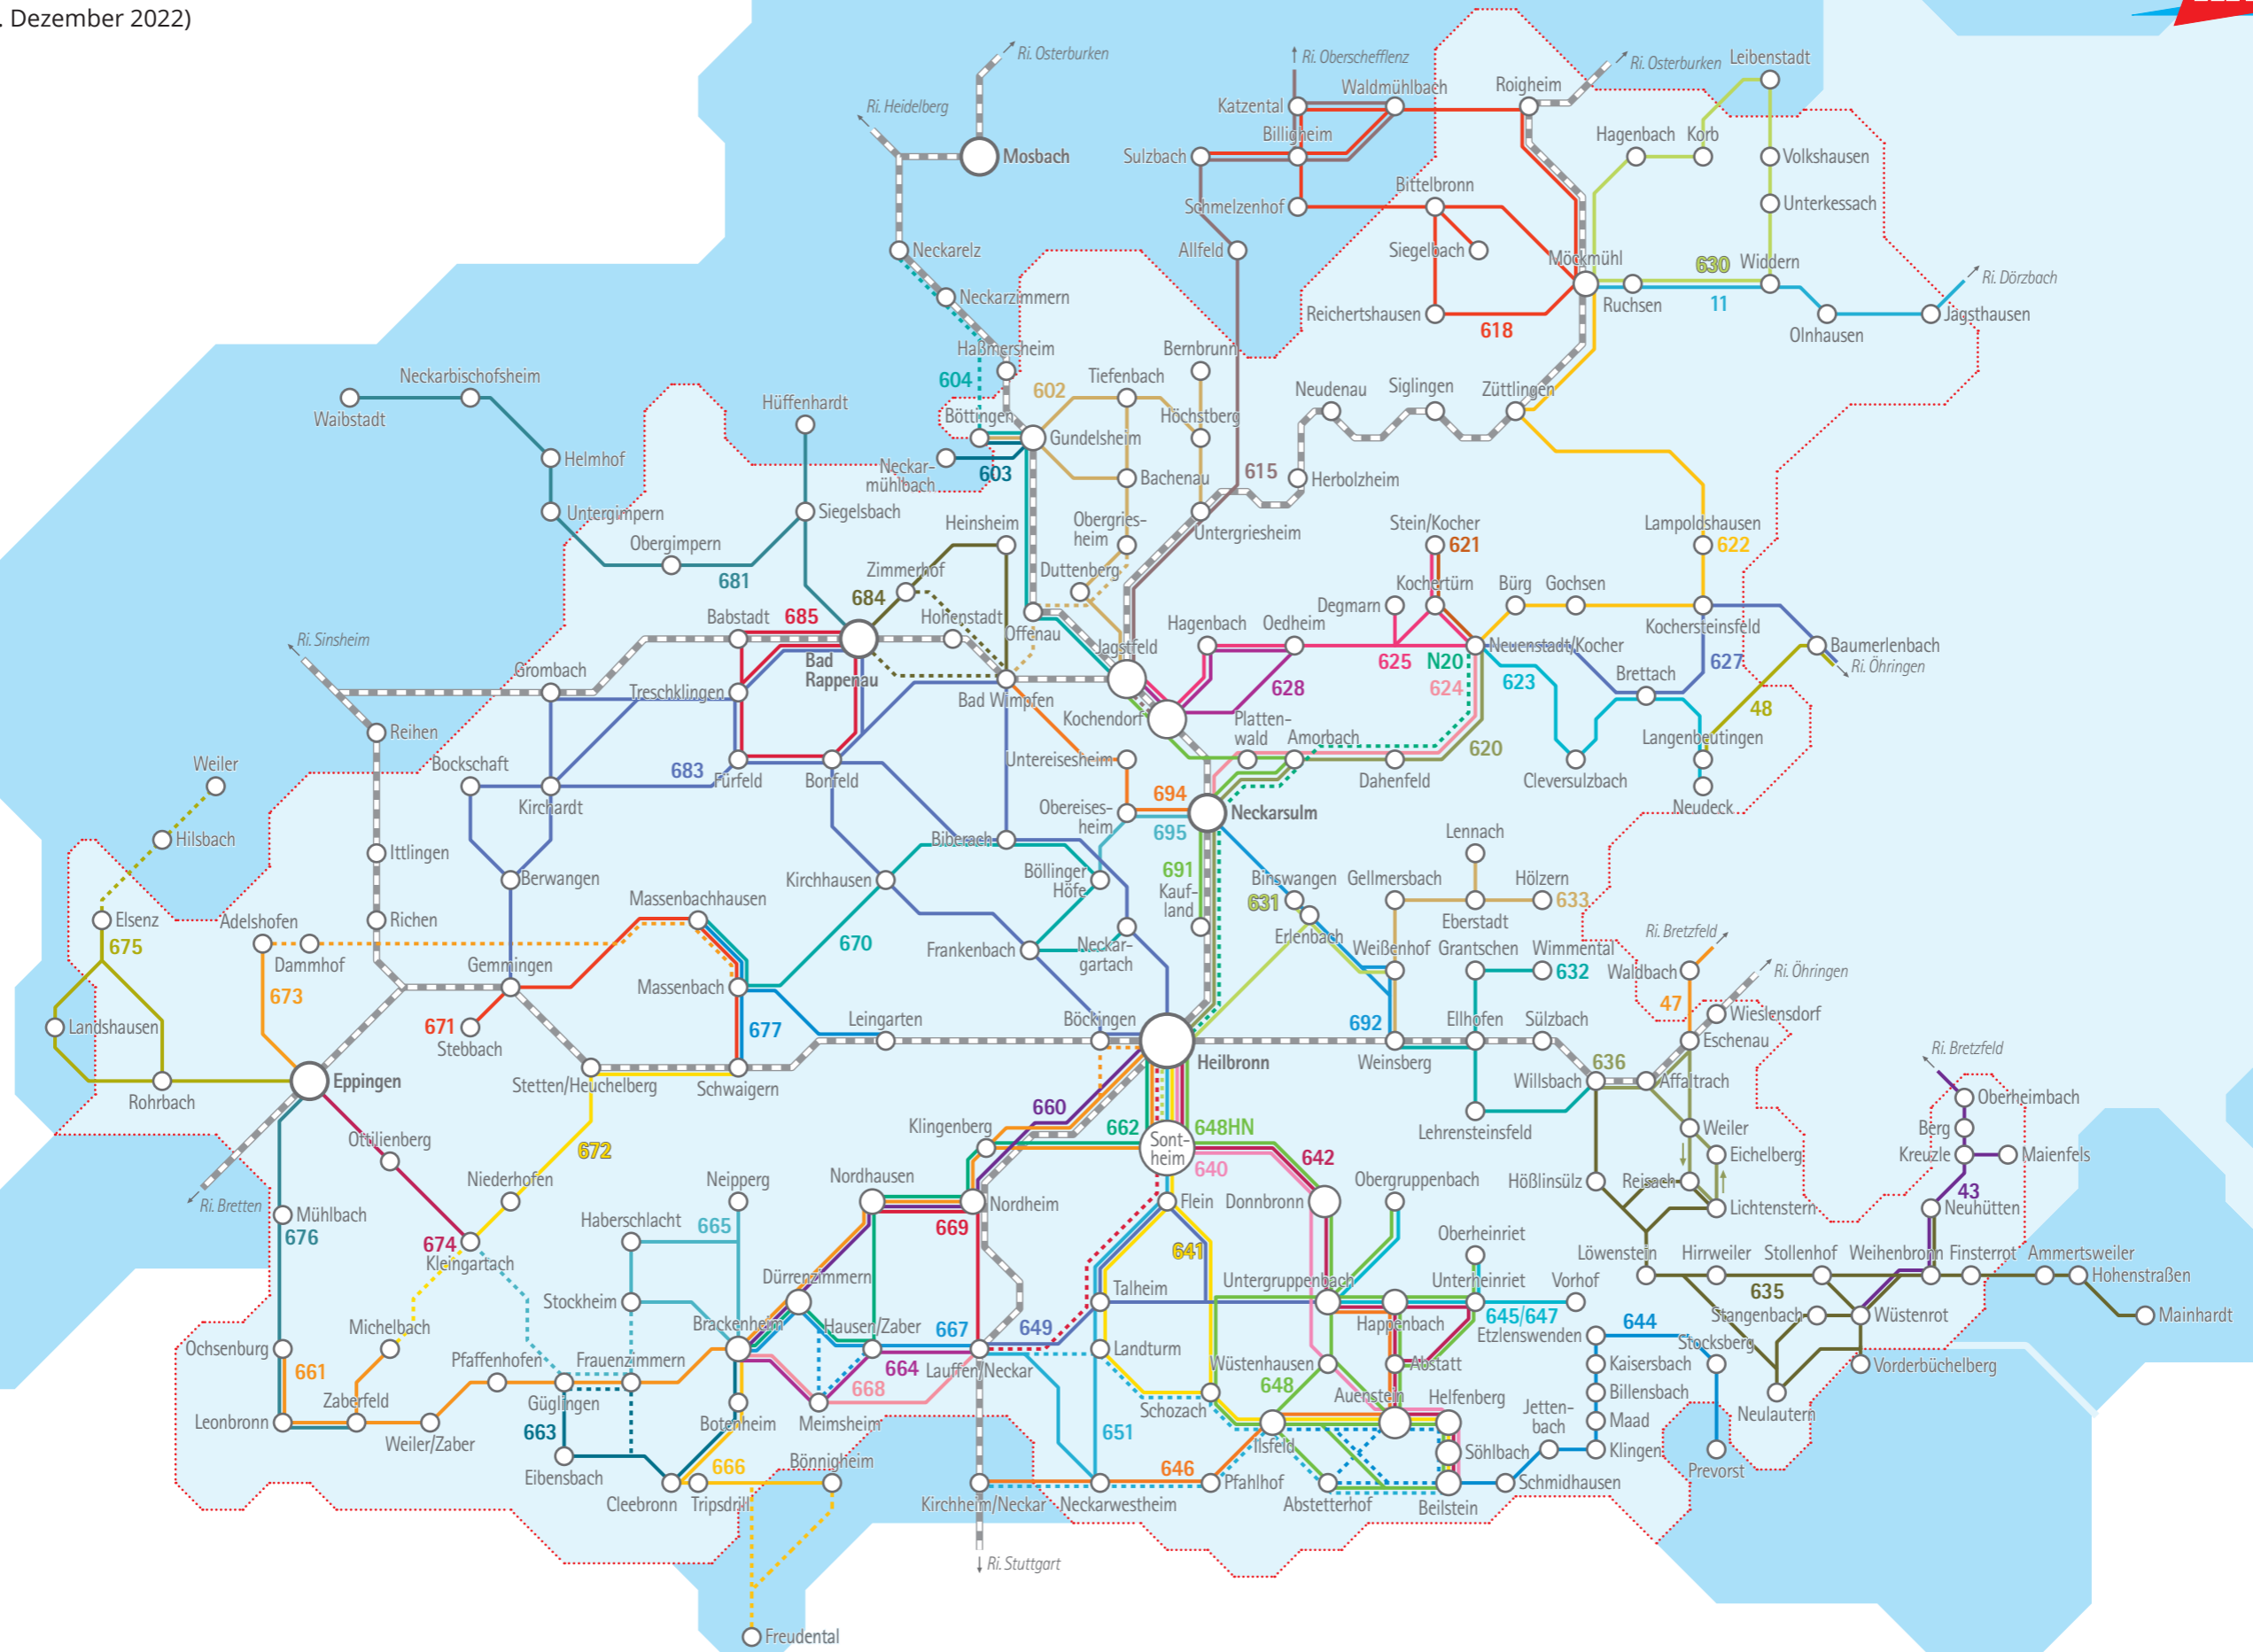 . Dezember 2022)
Ri. Osterburken
Ri. Oberschefflenz
Ri. Osterburken
Leibenstadt
Ri. Heidelberg
Katzental
Waldmühlbach
Roigheim
Mosbach
Sulzbach
Billigheim
Hagenbach
Korb
Volkshausen
Schmelzenhof
Bittelbronn
Unterkessach
Neckarelz
Allfeld
Siegelbach
Möckmühl
630
Widdern
Ri. Dörzbach
Neckarzimmern
Reichertshausen
618
Ruchsen
11
Olnhausen
Jagsthausen
Haßmersheim
Bernbrunn
604
602
Tiefenbach
Neckarbischofsheim
Waibstadt
Hüffenhardt
Böttingen
Höchstberg
Neudenau
Siglingen
Züttlingen
Gundelsheim
Helmhof
Neckar-
mühlbach
603
Bachenau
615
Herbolzheim
Untergimpern
Siegelsbach
Heinsheim
Obergries-
heim
Untergriesheim
Stein/Kocher
621
Lampoldshausen
622
Obergimpern
681
Zimmerhof
684
Duttenberg
Kochertürn
Bürg
Gochsen
Degmarn
Babstadt
685
Hohenstadt
Offenau
Hagenbach
Oedheim
Kochersteinsfeld
Ri. Sinsheim
Bad
Rappenau
Jagstfeld
625
N20
Neuenstadt/Kocher
627
Baumerlenbach
Ri. Öhringen
Grombach
Treschklingen
Bad Wimpfen
Kochendorf
628
624
623
Brettach
48
Reihen
Platten-
wald
Amorbach
620
Langenbeutingen
Weiler
Bockschaft
Kirchardt
683
Fürfeld
Bonfeld
Untereisesheim
Dahenfeld
Cleversulzbach
Neudeck
Hilsbach
Obereises-
heim
694
695
Neckarsulm
Ittlingen
Biberach
Lennach
Berwangen
Kirchhausen
Böllinger
Höfe
691
Kauf-
land
Binswangen
631
Gellmersbach
Hölzern
633
Elsenz
675
Adelshofen
Dammhof
Richen
Massenbachhausen
670
Frankenbach
Neckar-
gartach
Erlenbach
Eberstadt
Weißenhof
Grantschen
Wimmental
632
Ri. Bretzfeld
Waldbach
Ri. Öhringen
Gemmingen
673
Massenbach
47
Landshausen
671
Stebbach
677
Leingarten
Böckingen
Heilbronn
692
Weinsberg
Ellhofen
Sülzbach
Wieslensdorf
Eschenau
Eppingen
Stetten/Heuchelberg
Schwaigern
636
Willsbach
Affaltrach
Ri. Bretzfeld
Rohrbach
660
Oberheimbach
Ottilienberg
672
Klingenberg
662
Sont-
heim
648HN
640
642
Lehrensteinsfeld
Weiler
Berg
Eichelberg
Kreuzle
Maienfels
Ri. Bretten
Niederhofen
Neipperg
Nordhausen
Nordheim
669
Flein
Donnbronn
Obergruppenbach
Hößlinsülz
Reisach
Lichtenstern
43
Neuhütten
Mühlbach
676
Haberschlacht
665
674
Kleingartach
641
Oberheinriet
Löwenstein
Hirrweiler
Stollenhof
Weihenbronn
Finsterrot
Ammertsweiler
Hohenstraßen
Dürrenzimmern
Stockheim
Talheim
Untergruppenbach
Unterheinriet
Vorhof
635
Mainhardt
Michelbach
Brackenheim
Hausen/Zaber
667
649
Happenbach
645/647
Etzlenswenden
644
Stangenbach
Wüstenrot
Ochsenburg
661
Pfaffenhofen
Frauenzimmern
664
Lauffen/Neckar
Landturm
Wüstenhausen
Abstatt
Kaisersbach
Stocksberg
Vorderbüchelberg
Leonbronn
Zaberfeld
Weiler/Zaber
Güglingen
668
Schozach
648
Auenstein
Helfenberg
Billensbach
Neulautern
663
Botenheim
Meimsheim
651
Ilsfeld
Söhlbach
Jetten-
bach
Maad
Klingen
Prevorst
Eibensbach
666
Bönnigheim
646
Cleebronn
Tripsdrill
Kirchheim/Neckar
Neckarwestheim
Pfahlhof
Abstetterhof
Beilstein
Schmidhausen
Ri. Stuttgart
Freudental